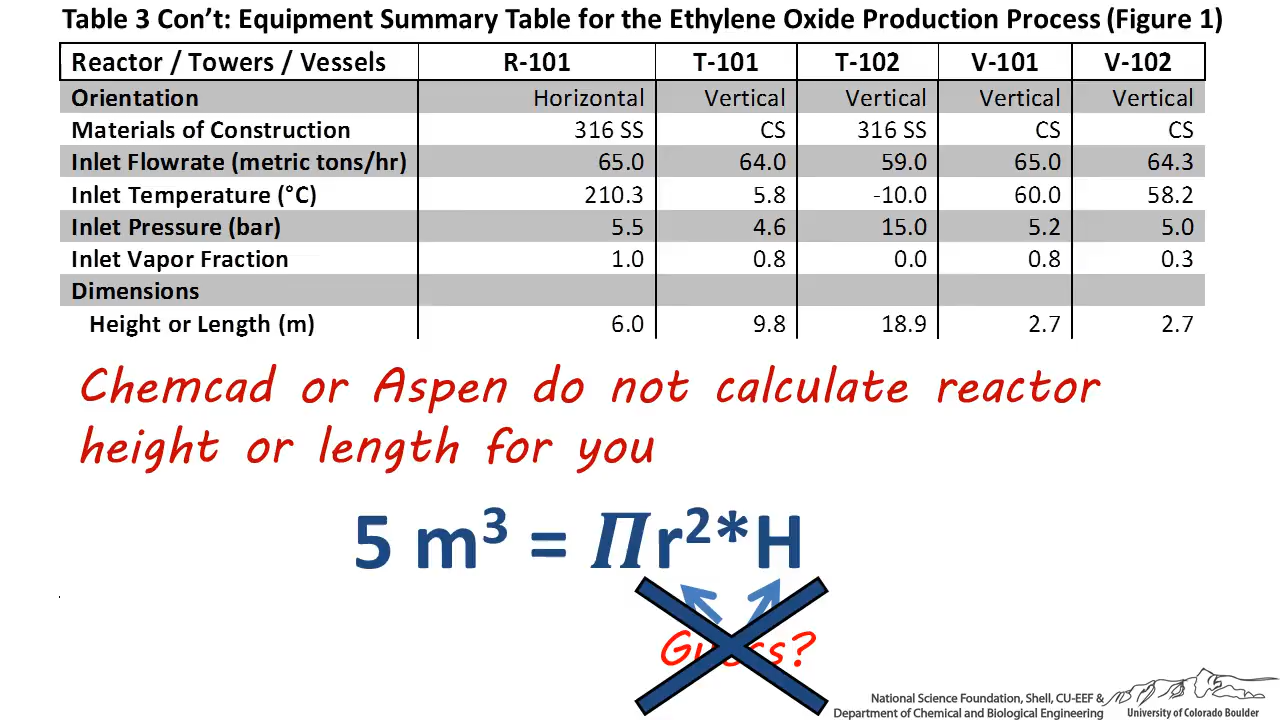 Table 3 Con’t: Equipment Summary Table for the Ethylene Oxide Production Process (Figure 1)
Reactor / Towers / Vessels R-101 T-101 T-102 V-101 V-102
Orientation Horizontal Vertical Vertical Vertical Vertical
Materials of Construction 316 SS CS 316 SS CS CS
Inlet Flowrate (metric tons/hr) 65.0 64.0 59.0 65.0 64.3
Inlet Temperature (°C) 210.3 5.8 -10.0 60.0 58.2
Inlet Pressure (bar) 5.5 4.6 15.0 5.2 5.0
Inlet Vapor Fraction 1.0 0.8 0.0 0.8 0.3
Dimensions
Height or Length (m) 6.0 9.8 18.9 2.7 2.7
Chemcad or Aspen do not calculate reactor
height or length for you
5 m³ = Πr²*H
Guess?
National Science Foundation, Shell, CU-EEF &
Department of Chemical and Biological Engineering
University of Colorado Boulder